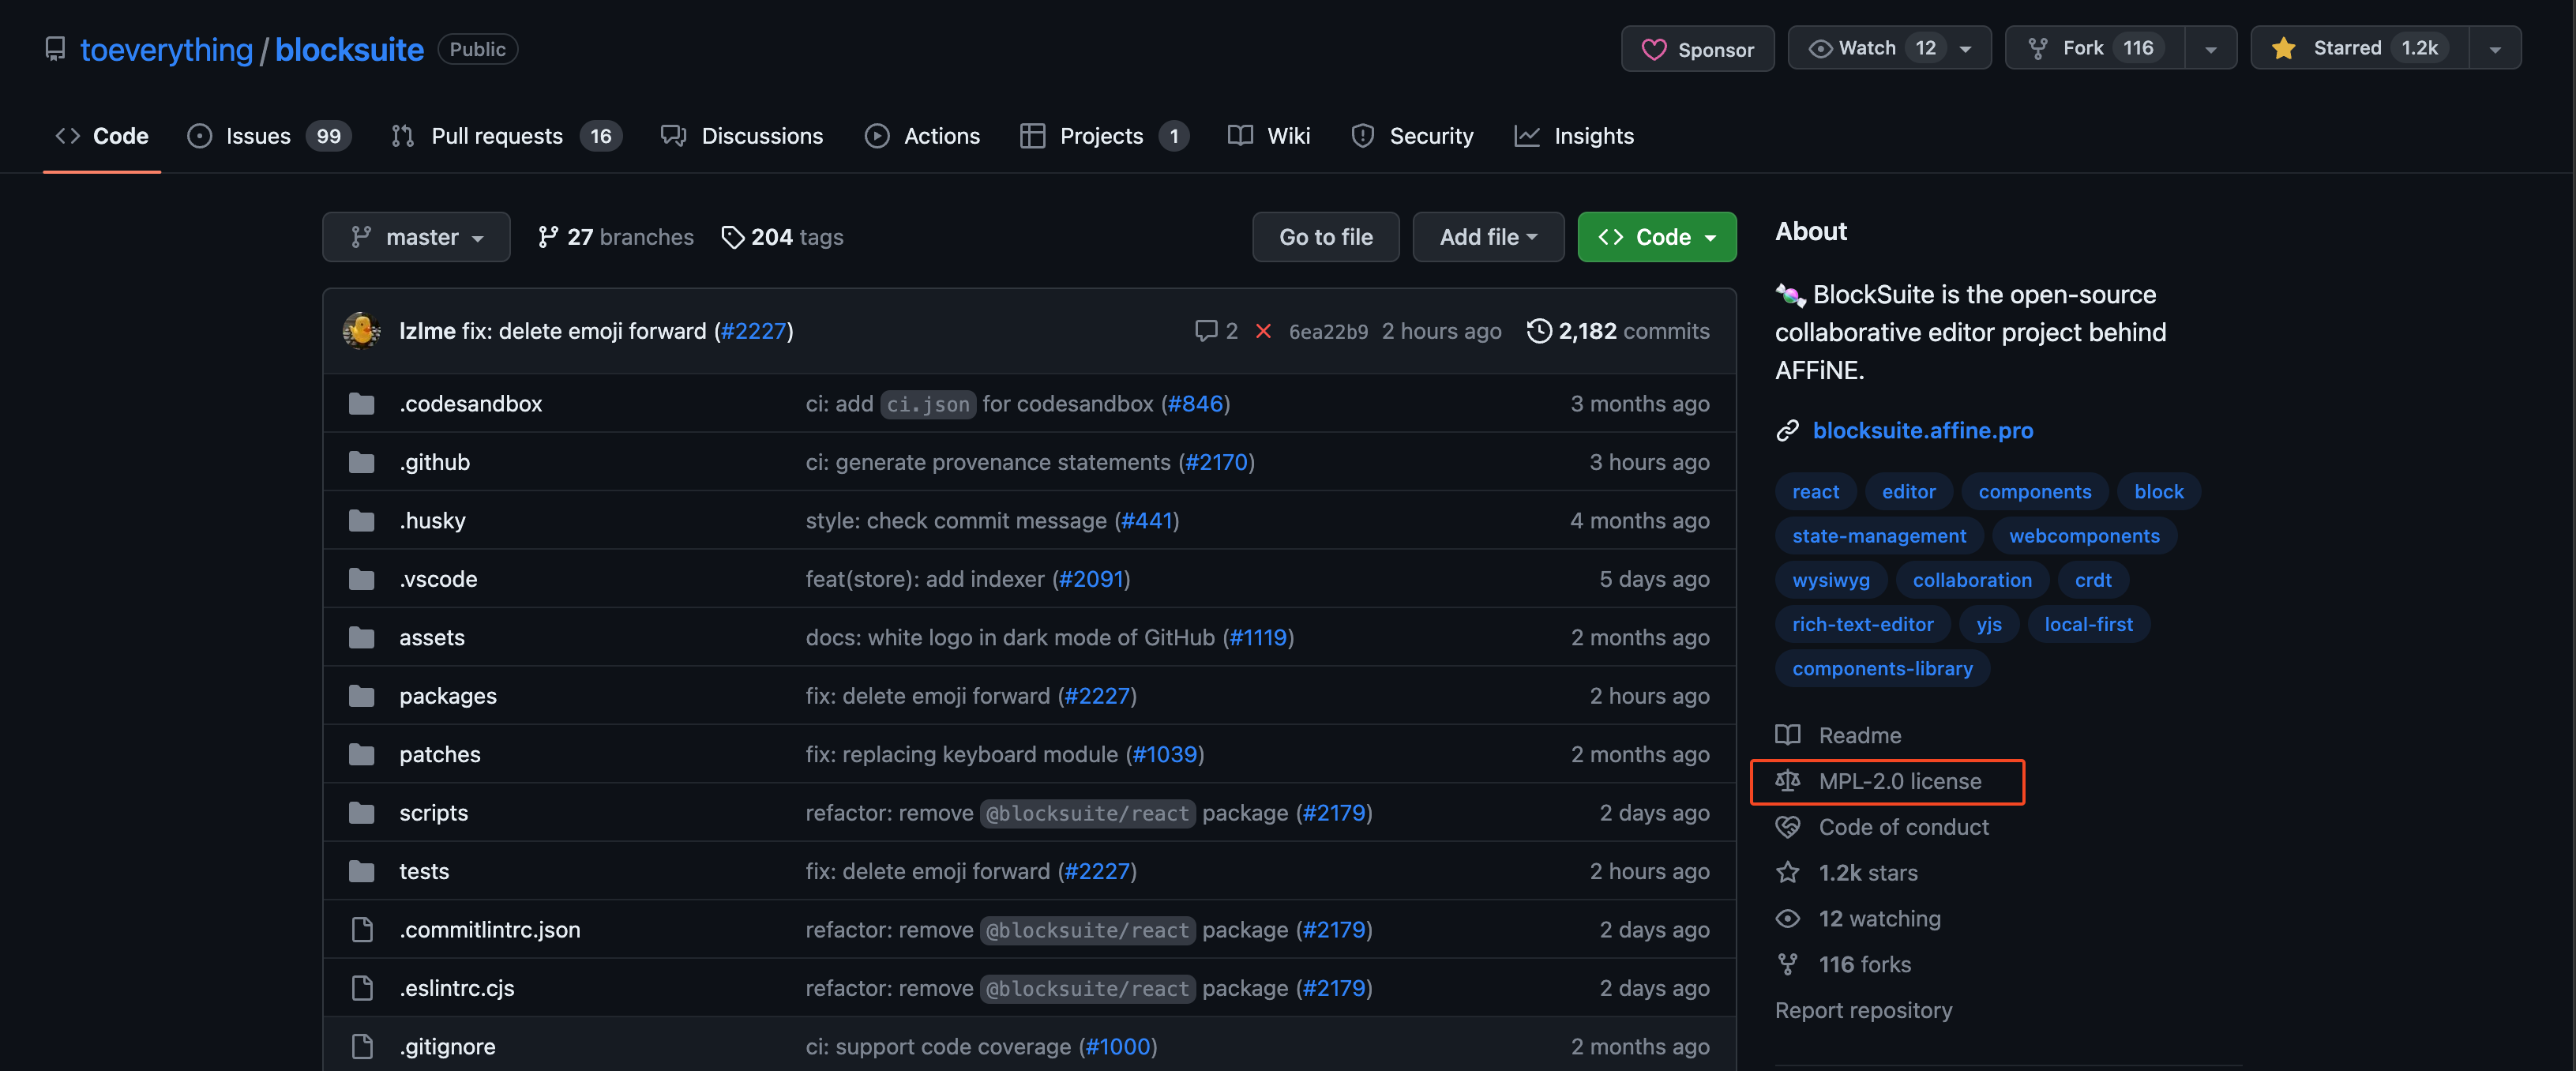 toeverything / blocksuite Public Sponsor Watch 12 Fork 116 Starred 1.2k
Code Issues 99 Pull requests 16 Discussions Actions Projects 1 Wiki Security Insights
master 27 branches 204 tags Go to file Add file Code
lzlme fix: delete emoji forward (#2227) 2 6ea22b9 2 hours ago 2,182 commits
.codesandbox ci: add ci.json for codesandbox (#846) 3 months ago
.github ci: generate provenance statements (#2170) 3 hours ago
.husky style: check commit message (#441) 4 months ago
.vscode feat(store): add indexer (#2091) 5 days ago
assets docs: white logo in dark mode of GitHub (#1119) 2 months ago
packages fix: delete emoji forward (#2227) 2 hours ago
patches fix: replacing keyboard module (#1039) 2 months ago
scripts refactor: remove @blocksuite/react package (#2179) 2 days ago
tests fix: delete emoji forward (#2227) 2 hours ago
.commitlintrc.json refactor: remove @blocksuite/react package (#2179) 2 days ago
.eslintrc.cjs refactor: remove @blocksuite/react package (#2179) 2 days ago
.gitignore ci: support code coverage (#1000) 2 months ago
About
BlockSuite is the open-source
collaborative editor project behind
AFFiNE.
blocksuite.affine.pro
react editor components block
state-management webcomponents
wysiwyg collaboration crdt
rich-text-editor yjs local-first
components-library
Readme
MPL-2.0 license
Code of conduct
1.2k stars
12 watching
116 forks
Report repository